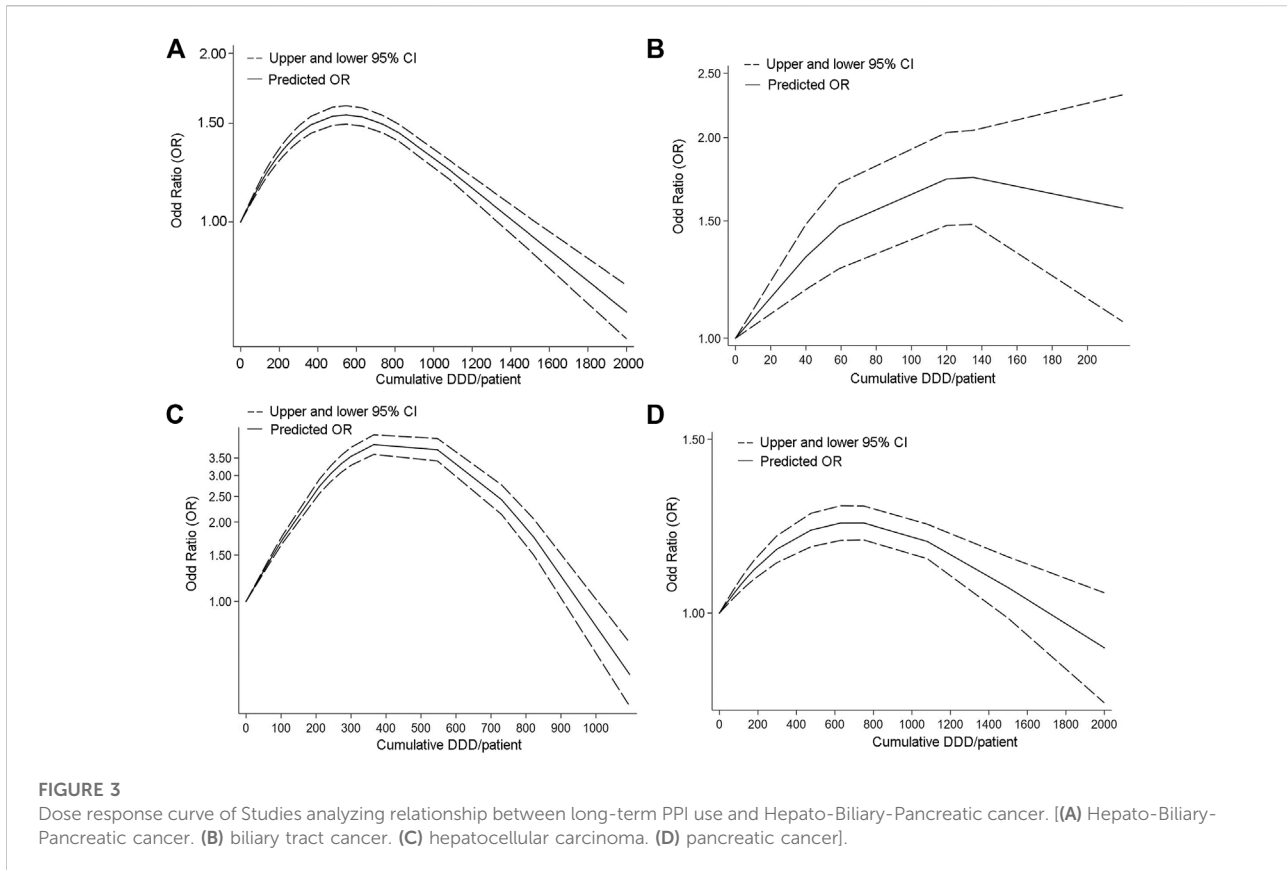 A
2.00
1.50
1.00
Odd Ratio (OR)
Upper and lower 95% CI
Predicted OR
0 200 400 600 800 1000 1200 1400 1600 1800 2000
Cumulative DDD/patient
B
2.50
2.00
1.50
1.00
Odd Ratio (OR)
Upper and lower 95% CI
Predicted OR
0 20 40 60 80 100 120 140 160 180 200
Cumulative DDD/patient
C
3.50
3.00
2.50
2.00
1.50
1.00
Odd Ratio (OR)
Upper and lower 95% CI
Predicted OR
0 100 200 300 400 500 600 700 800 900 1000
Cumulative DDD/patient
D
1.50
1.00
Odd Ratio (OR)
Upper and lower 95% CI
Predicted OR
0 200 400 600 800 1000 1200 1400 1600 1800 2000
Cumulative DDD/patient
FIGURE 3
Dose response curve of Studies analyzing relationship between long-term PPI use and Hepato-Biliary-Pancreatic cancer. [(A) Hepato-Biliary-
Pancreatic cancer. (B) biliary tract cancer. (C) hepatocellular carcinoma. (D) pancreatic cancer].